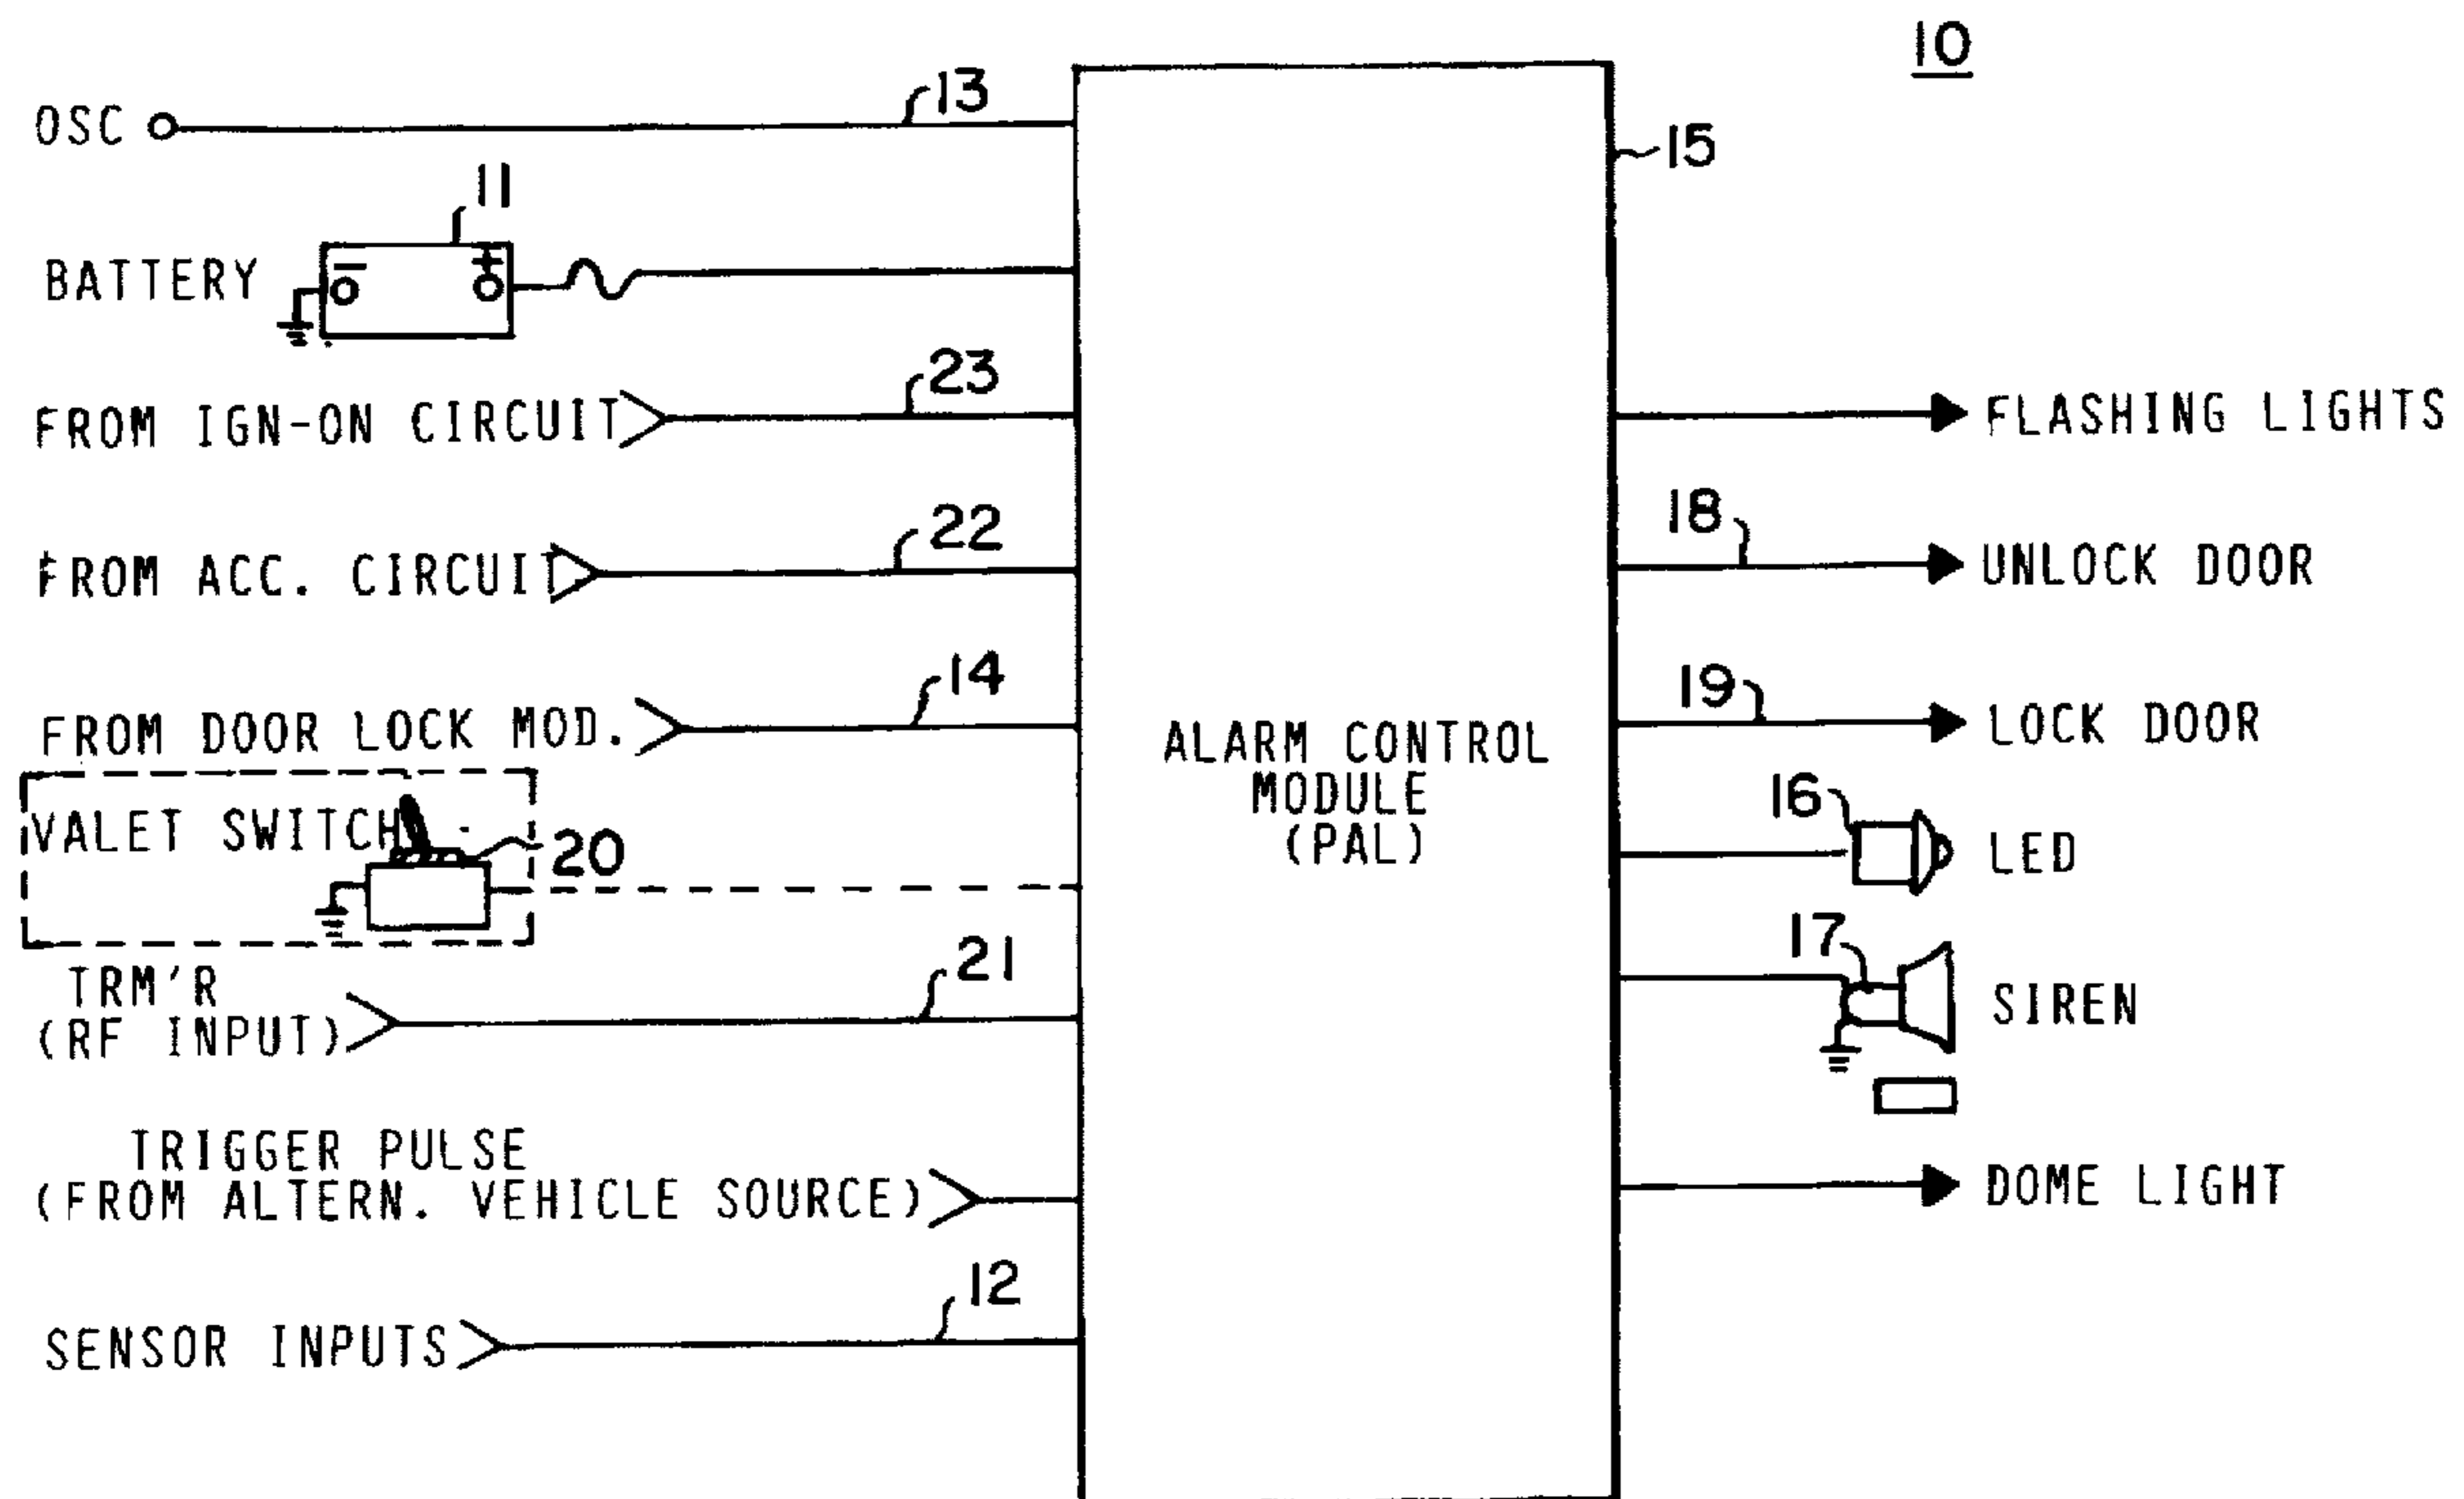 10
OSC
13
15
BATTERY
11
- +
FROM IGN-ON CIRCUIT
23
FLASHING LIGHTS
FROM ACC. CIRCUIT
22
18
UNLOCK DOOR
FROM DOOR LOCK MOD.
14
19
LOCK DOOR
ALARM CONTROL
MODULE
(PAL)
VALET SWITCH
20
16
LED
TRM'R
(RF INPUT)
21
17
SIREN
TRIGGER PULSE
(FROM ALTERN. VEHICLE SOURCE)
DOME LIGHT
SENSOR INPUTS
12